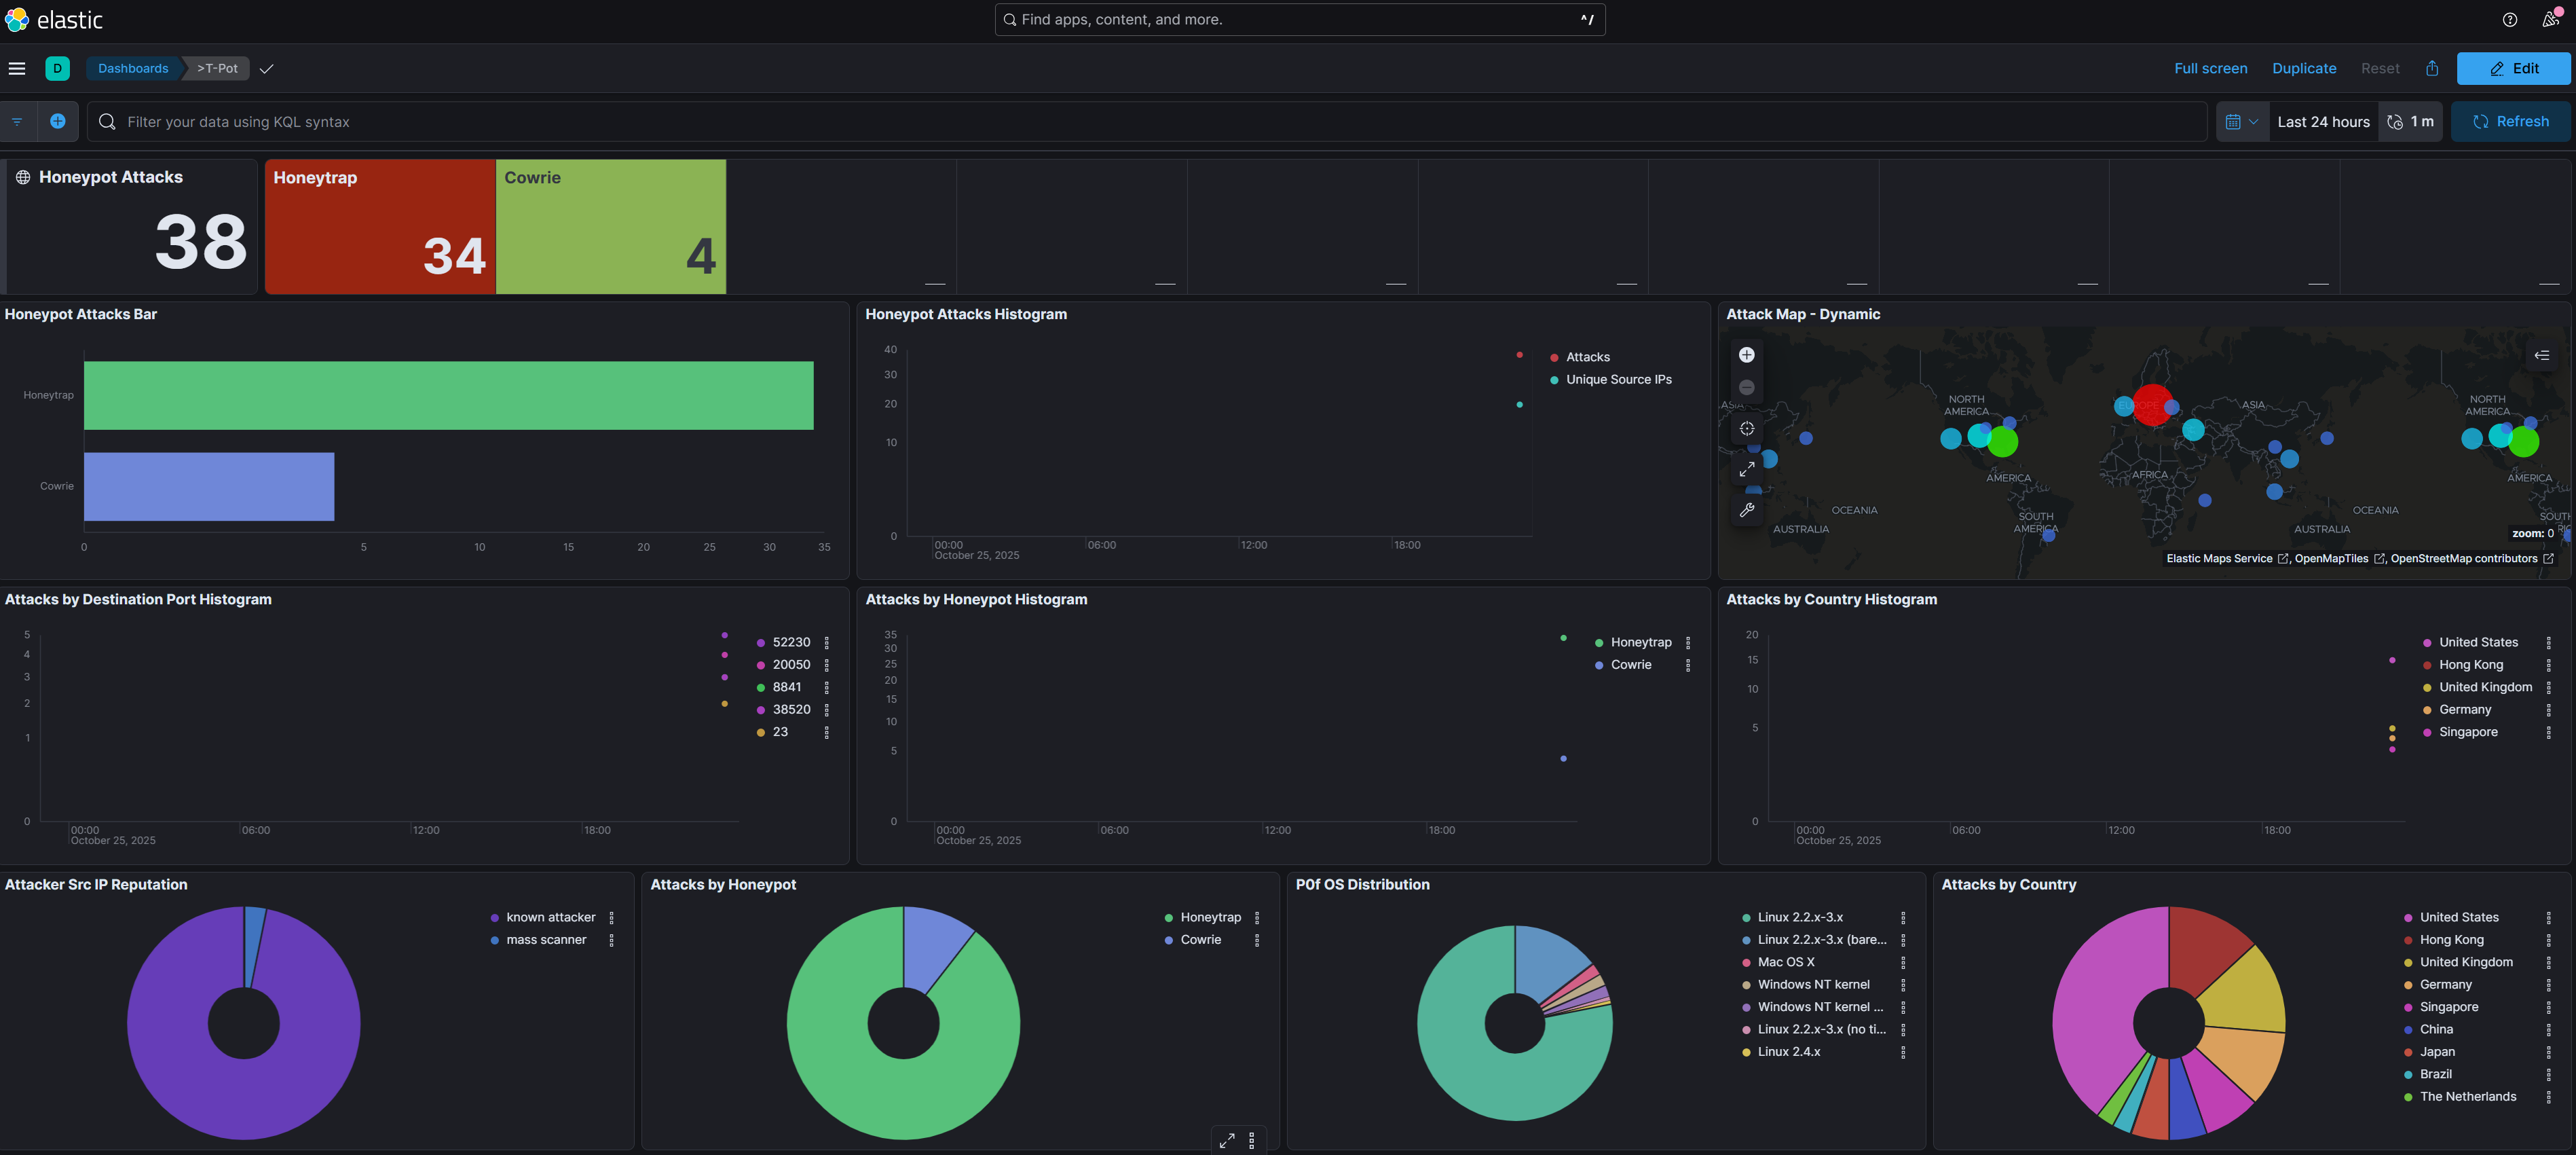 elastic
Find apps, content, and more.
^/
D
Dashboards
>T-Pot
Full screen
Duplicate
Reset
Edit
Filter your data using KQL syntax
Last 24 hours
1 m
Refresh
Honeypot Attacks
38
Honeytrap
34
Cowrie
4
Honeypot Attacks Bar
Honeytrap
Cowrie
0 5 10 15 20 25 30 35
Honeypot Attacks Histogram
40
30
20
10
0
00:00 06:00 12:00 18:00
October 25, 2025
Attacks
Unique Source IPs
Attack Map - Dynamic
NORTH AMERICA
EUROPE
ASIA
NORTH AMERICA
ASIA
AFRICA
AMERICA
AMERICA
OCEANIA
OCEANIA
SOUTH AMERICA
AUSTRALIA
AUSTRALIA
zoom: 0
Elastic Maps Service , OpenMapTiles , OpenStreetMap contributors
Attacks by Destination Port Histogram
5
4
3
2
1
0
00:00 06:00 12:00 18:00
October 25, 2025
52230
20050
8841
38520
23
Attacks by Honeypot Histogram
35
30
25
20
15
10
5
0
00:00 06:00 12:00 18:00
October 25, 2025
Honeytrap
Cowrie
Attacks by Country Histogram
20
15
10
5
0
00:00 06:00 12:00 18:00
October 25, 2025
United States
Hong Kong
United Kingdom
Germany
Singapore
Attacker Src IP Reputation
known attacker
mass scanner
Attacks by Honeypot
Honeytrap
Cowrie
P0f OS Distribution
Linux 2.2.x-3.x
Linux 2.2.x-3.x (bare...
Mac OS X
Windows NT kernel
Windows NT kernel ...
Linux 2.2.x-3.x (no ti...
Linux 2.4.x
Attacks by Country
United States
Hong Kong
United Kingdom
Germany
Singapore
China
Japan
Brazil
The Netherlands